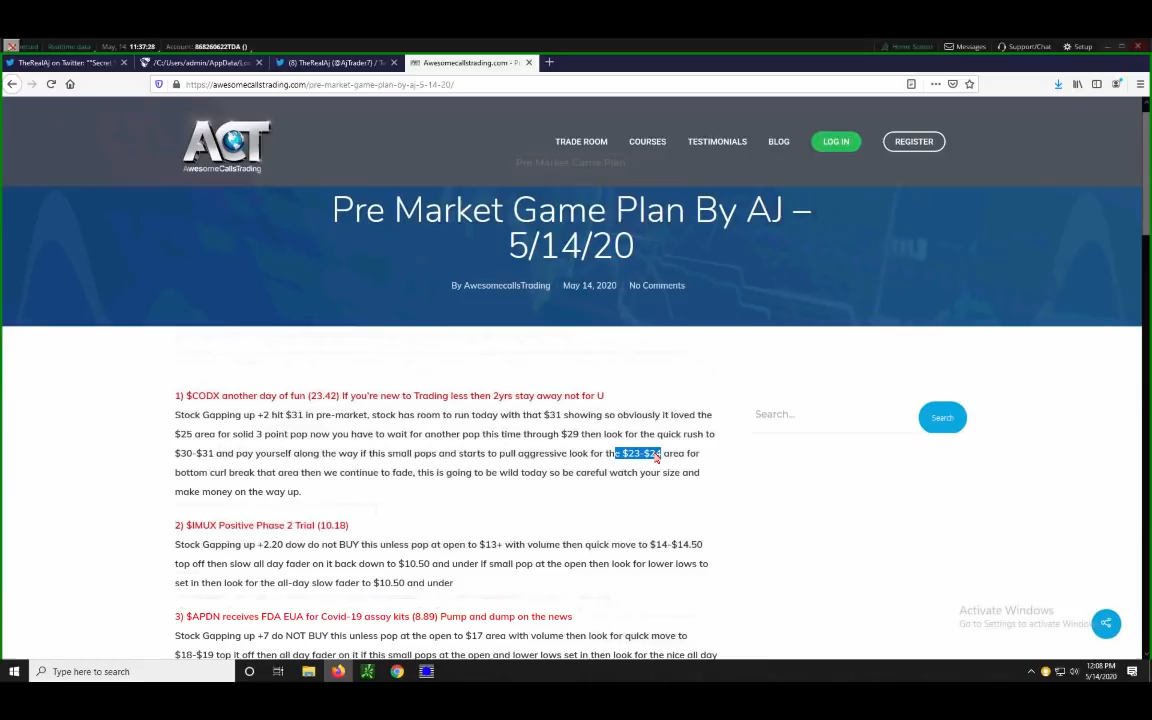 Realtime data May, 14 11:37:28 Account: 868260622TDA () Home Screen Messages Support/Chat Setup
TheRealAj on Twitter: "*Secret /C:/Users/admin/AppData/Loc (8) TheRealAj (@AjTrader7) / Tw Awesomecallstrading.com - P
https://awesomecallstrading.com/pre-market-game-plan-by-aj-5-14-20/
ACT
AwesomeCallsTrading
TRADE ROOM COURSES TESTIMONIALS BLOG LOG IN REGISTER
Pre Market Game Plan
Pre Market Game Plan By AJ –
5/14/20
By AwesomecallsTrading May 14, 2020 No Comments
1) $CODX another day of fun (23.42) If you're new to Trading less then 2yrs stay away not for U
Stock Gapping up +2 hit $31 in pre-market, stock has room to run today with that $31 showing so obviously it loved the
$25 area for solid 3 point pop now you have to wait for another pop this time through $29 then look for the quick rush to
$30-$31 and pay yourself along the way if this small pops and starts to pull aggressive look for the $23-$24 area for
bottom curl break that area then we continue to fade, this is going to be wild today so be careful watch your size and
make money on the way up.
Search...
Search
2) $IMUX Positive Phase 2 Trial (10.18)
Stock Gapping up +2.20 dow do not BUY this unless pop at open to $13+ with volume then quick move to $14-$14.50
top off then slow all day fader on it back down to $10.50 and under if small pop at the open then look for lower lows to
set in then look for the all-day slow fader to $10.50 and under
3) $APDN receives FDA EUA for Covid-19 assay kits (8.89) Pump and dump on the news
Stock Gapping up +7 do NOT BUY this unless pop at the open to $17 area with volume then look for quick move to
$18-$19 top it off then all day fader on it if this small pops at the open and lower lows set in then look for the nice all day
Activate Windows
Go to Settings to activate Windo
Type here to search
12:08 PM
5/14/2020